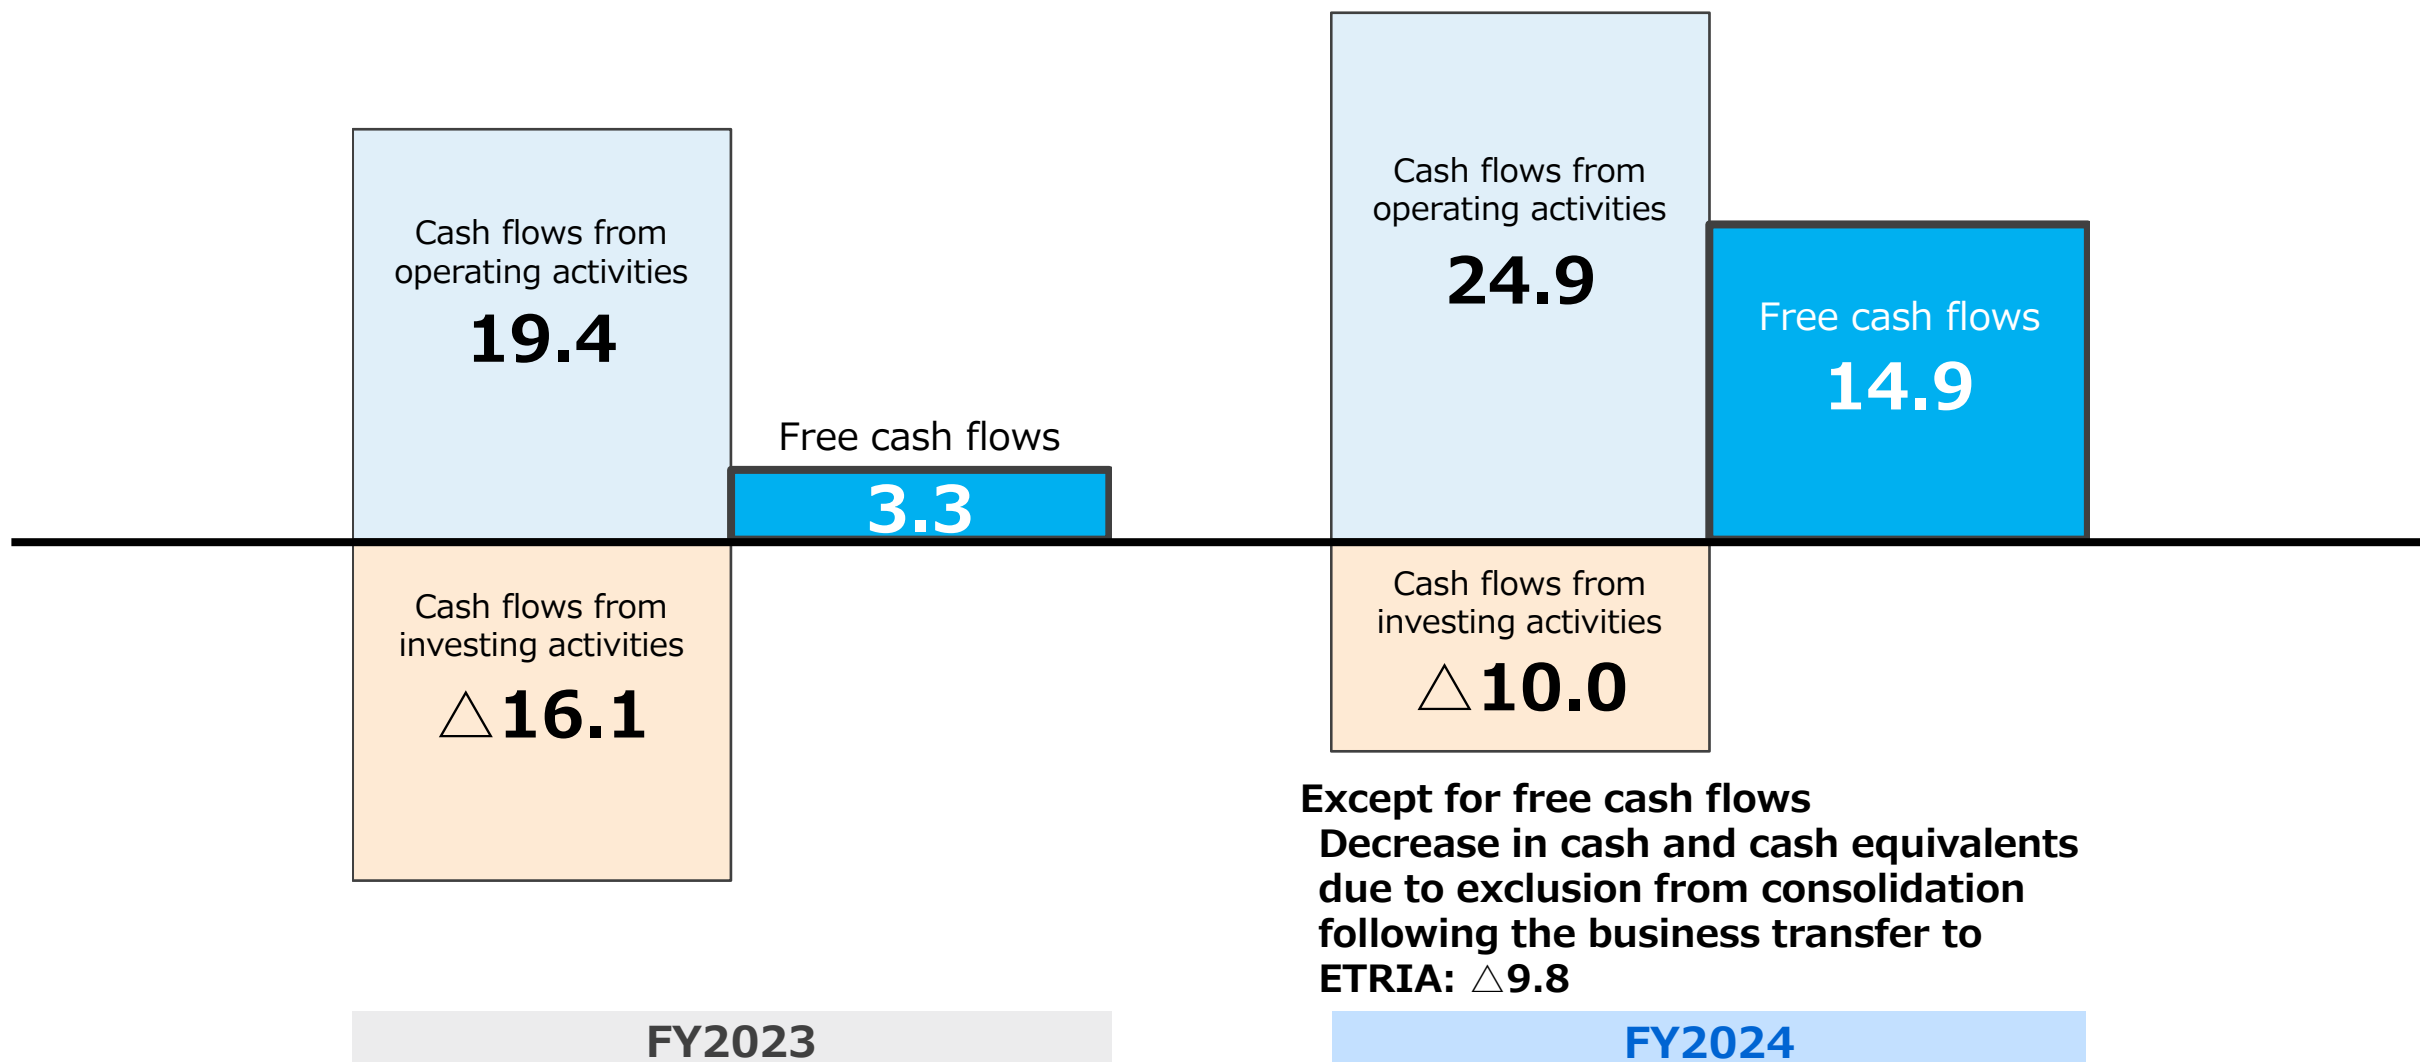 Cash flows from
operating activities
19.4
Free cash flows
3.3
Cash flows from
investing activities
△16.1
FY2023
Cash flows from
operating activities
24.9
Free cash flows
14.9
Cash flows from
investing activities
△10.0
Except for free cash flows
Decrease in cash and cash equivalents
due to exclusion from consolidation
following the business transfer to
ETRIA: △9.8
FY2024